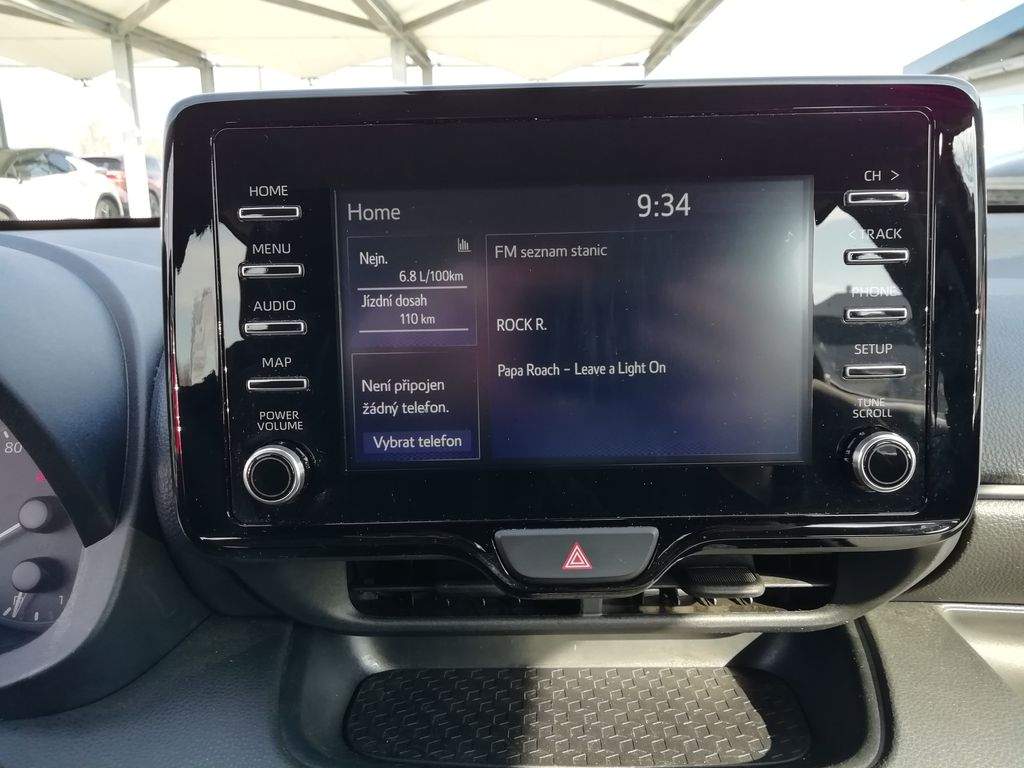 HOME
MENU
AUDIO
MAP
POWER
VOLUME
Home
9:34
Nejn.
6.8 L/100km
Jízdní dosah
110 km
Není připojen
žádný telefon.
Vybrat telefon
FM seznam stanic
ROCK R.
Papa Roach – Leave a Light On
CH >
< TRACK
PHONE
SETUP
TUNE
SCROLL
80
1